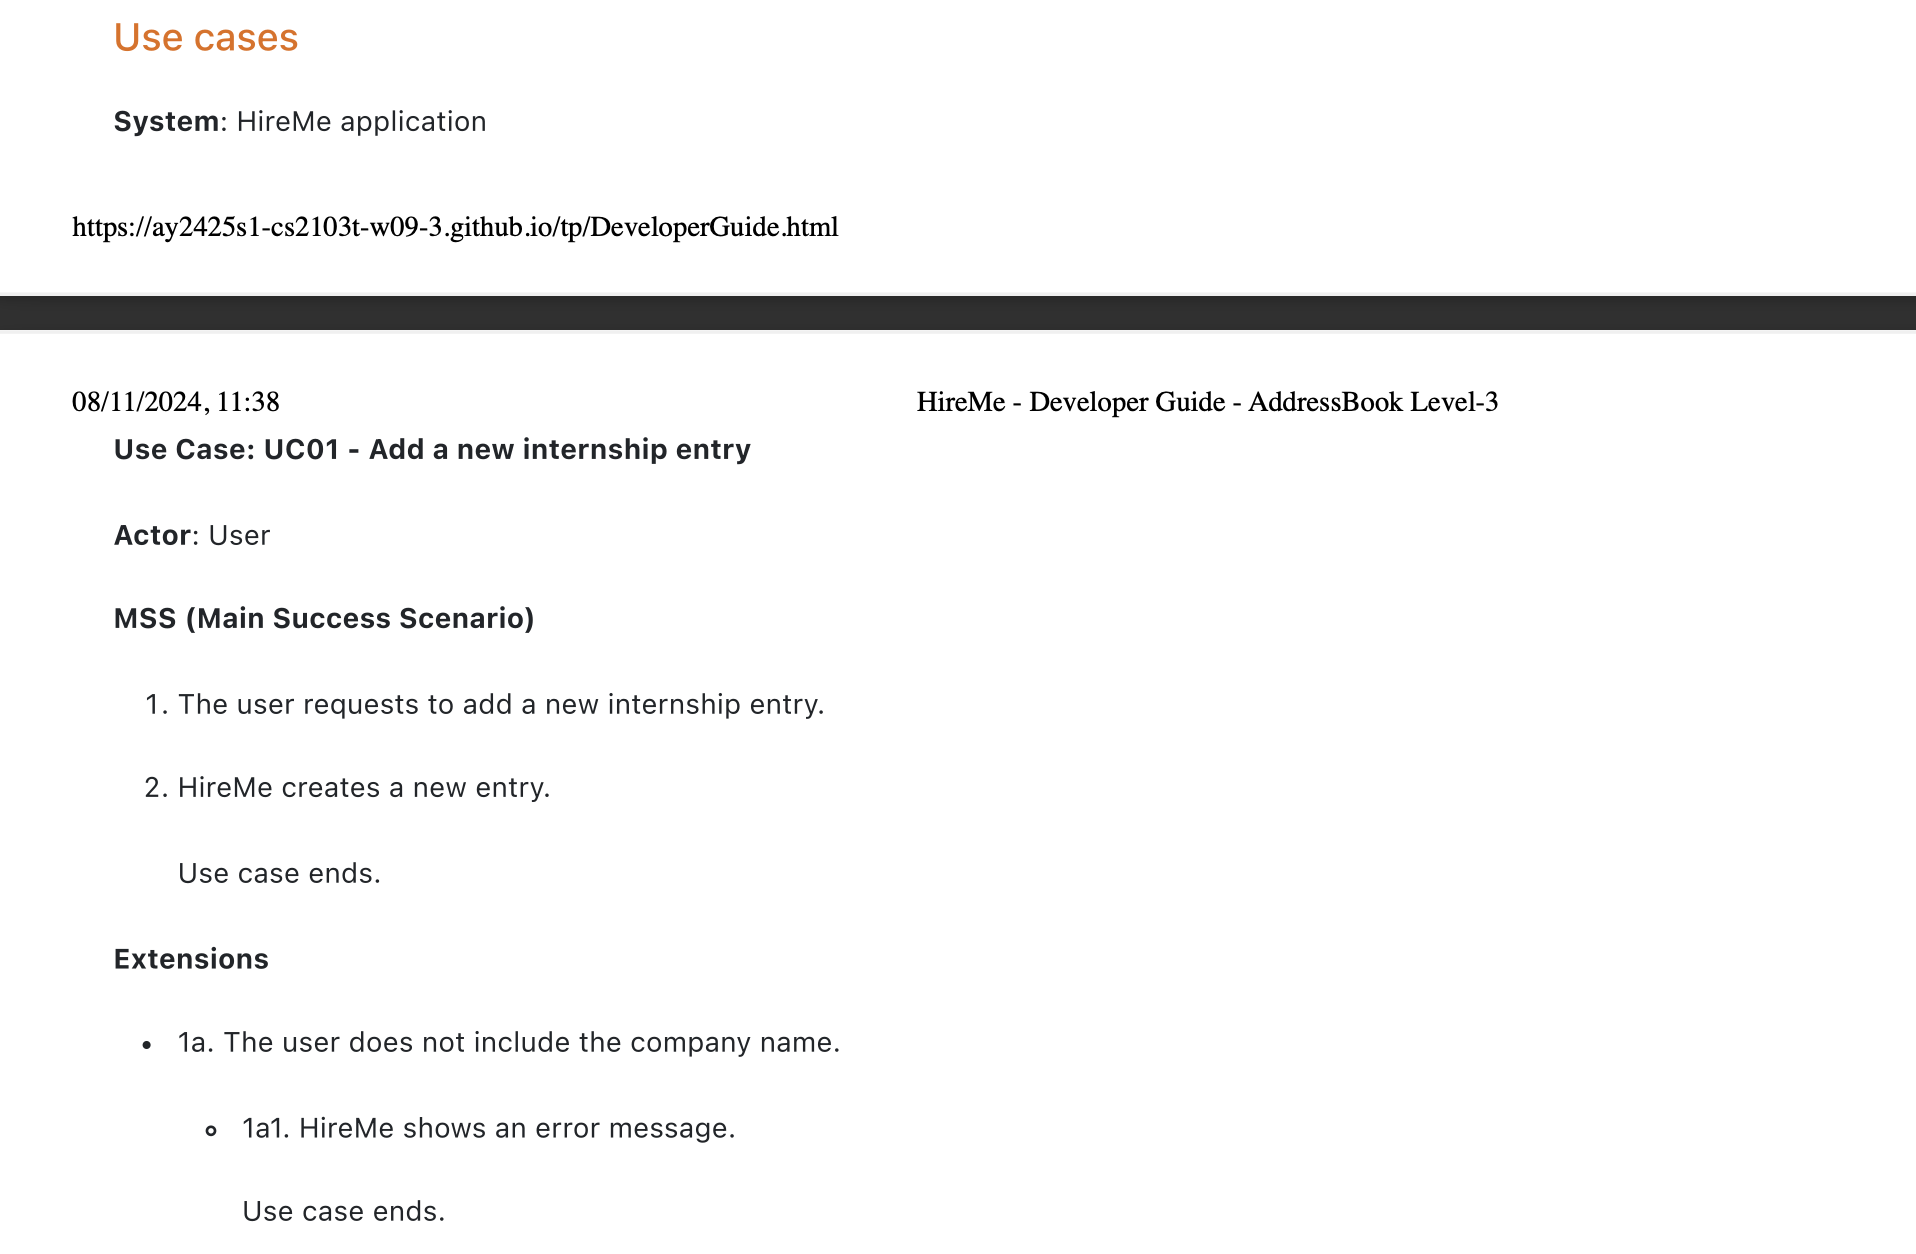 Use cases
System: HireMe application
https://ay2425s1-cs2103t-w09-3.github.io/tp/DeveloperGuide.html
08/11/2024, 11:38
HireMe - Developer Guide - AddressBook Level-3
Use Case: UC01 - Add a new internship entry
Actor: User
MSS (Main Success Scenario)
1. The user requests to add a new internship entry.
2. HireMe creates a new entry.
Use case ends.
Extensions
• 1a. The user does not include the company name.
◦ 1a1. HireMe shows an error message.
Use case ends.